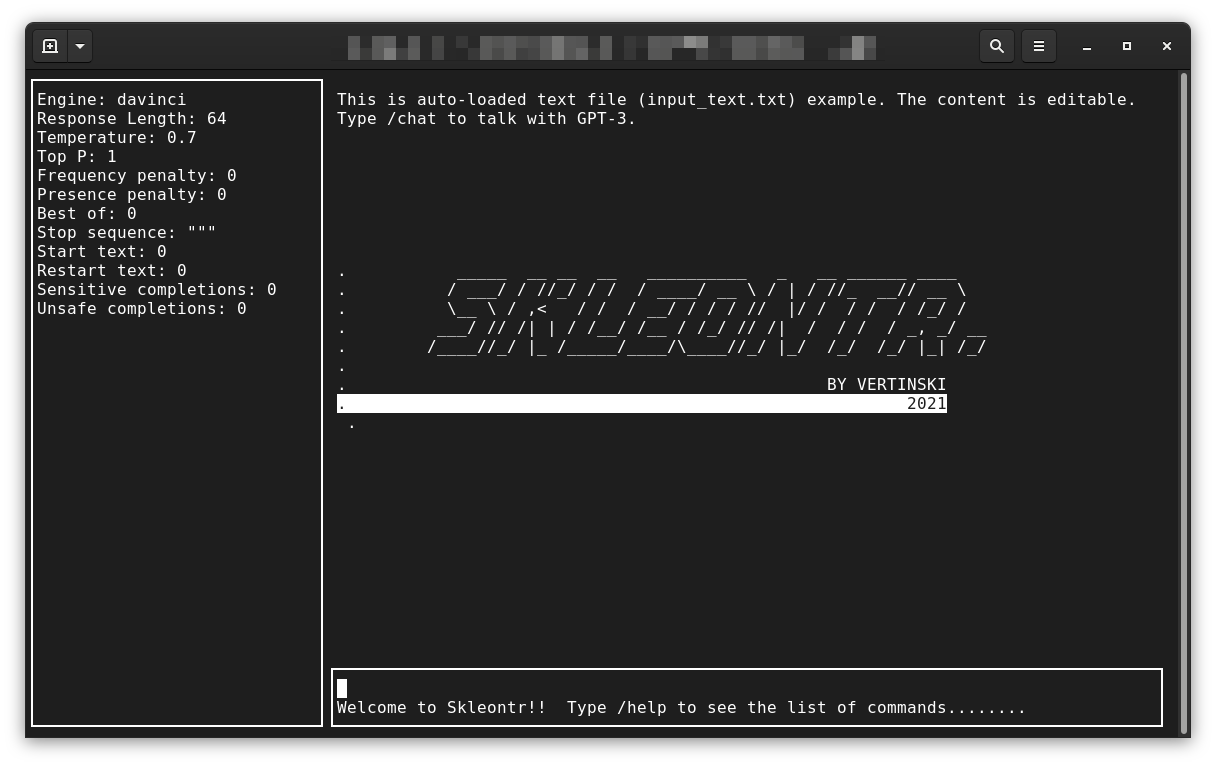 Engine: davinci
Response Length: 64
Temperature: 0.7
Top P: 1
Frequency penalty: 0
Presence penalty: 0
Best of: 0
Stop sequence: """
Start text: 0
Restart text: 0
Sensitive completions: 0
Unsafe completions: 0
This is auto-loaded text file (input_text.txt) example. The content is editable.
Type /chat to talk with GPT-3.
SKLEONTR.
BY VERTINSKI
2021
Welcome to Skleontr!!  Type /help to see the list of commands........